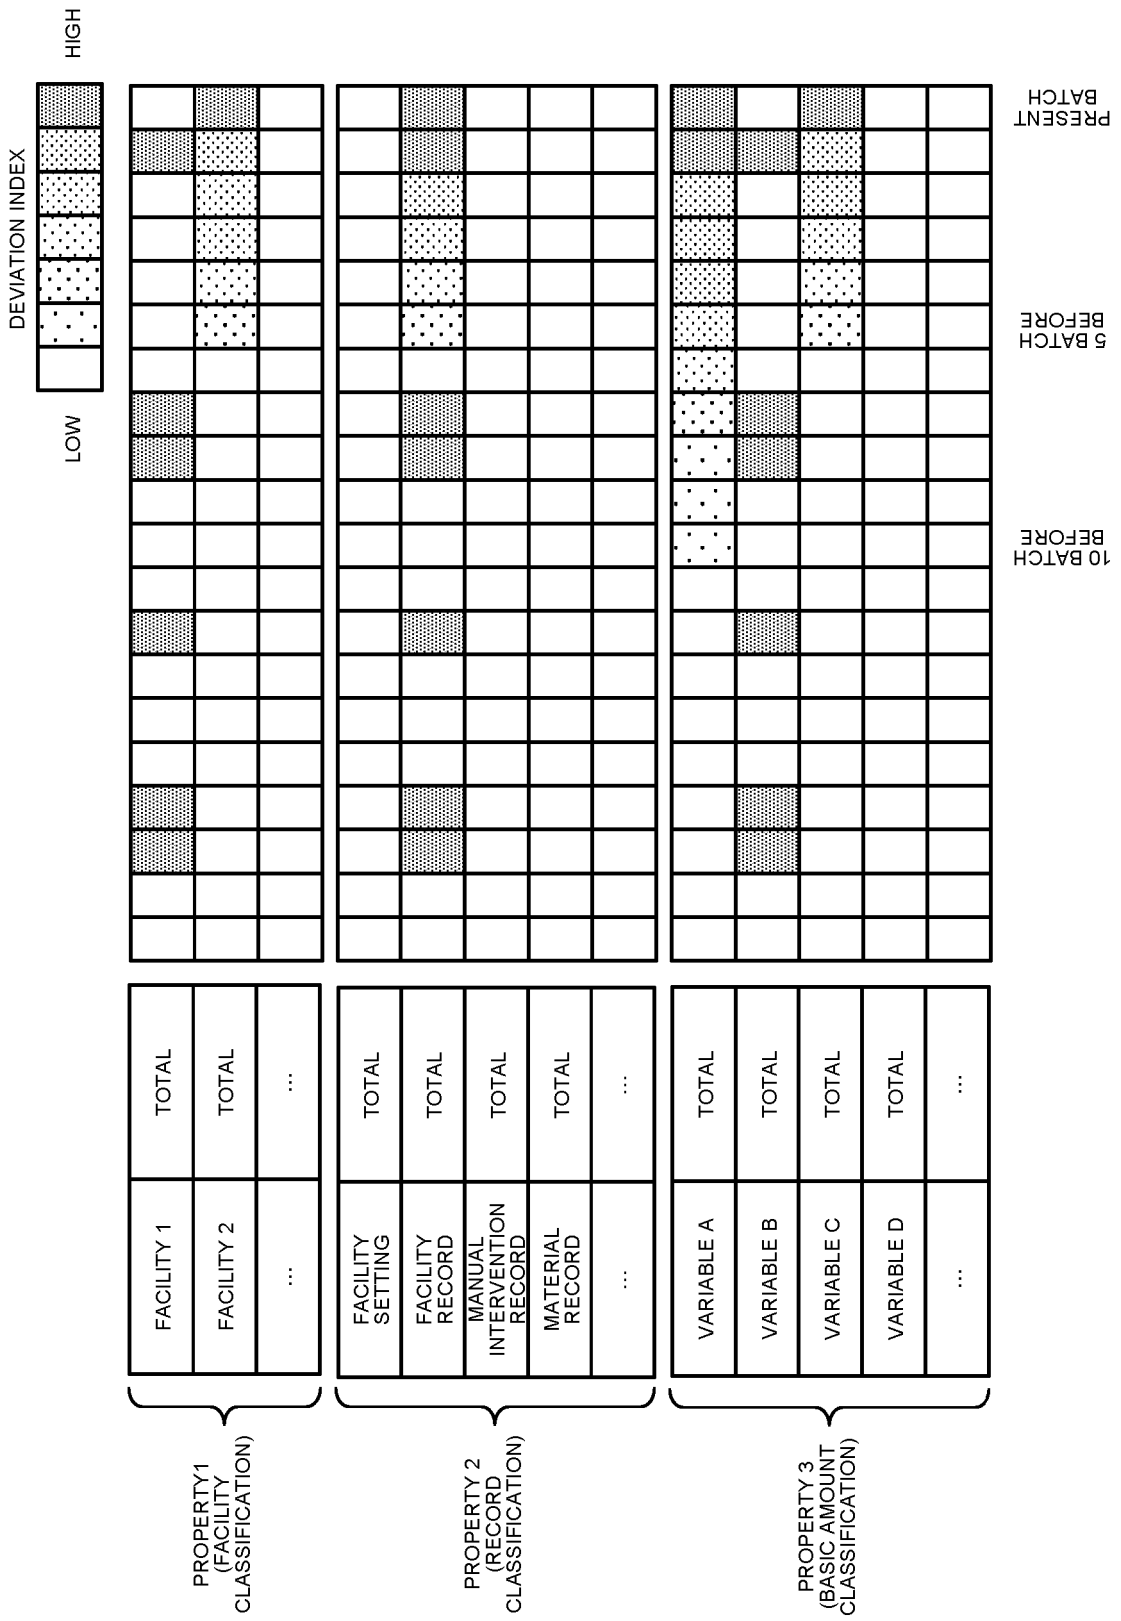 DEVIATION INDEX
LOW
HIGH
PROPERTY1
(FACILITY
CLASSIFICATION)
FACILITY 1
TOTAL
FACILITY 2
TOTAL
...
...
PROPERTY 2
(RECORD
CLASSIFICATION)
FACILITY
SETTING
TOTAL
FACILITY
RECORD
TOTAL
MANUAL
INTERVENTION
RECORD
TOTAL
MATERIAL
RECORD
TOTAL
...
...
PROPERTY 3
(BASIC AMOUNT
CLASSIFICATION)
VARIABLE A
TOTAL
VARIABLE B
TOTAL
VARIABLE C
TOTAL
VARIABLE D
TOTAL
...
...
10 BATCH
BEFORE
5 BATCH
BEFORE
PRESENT
BATCH